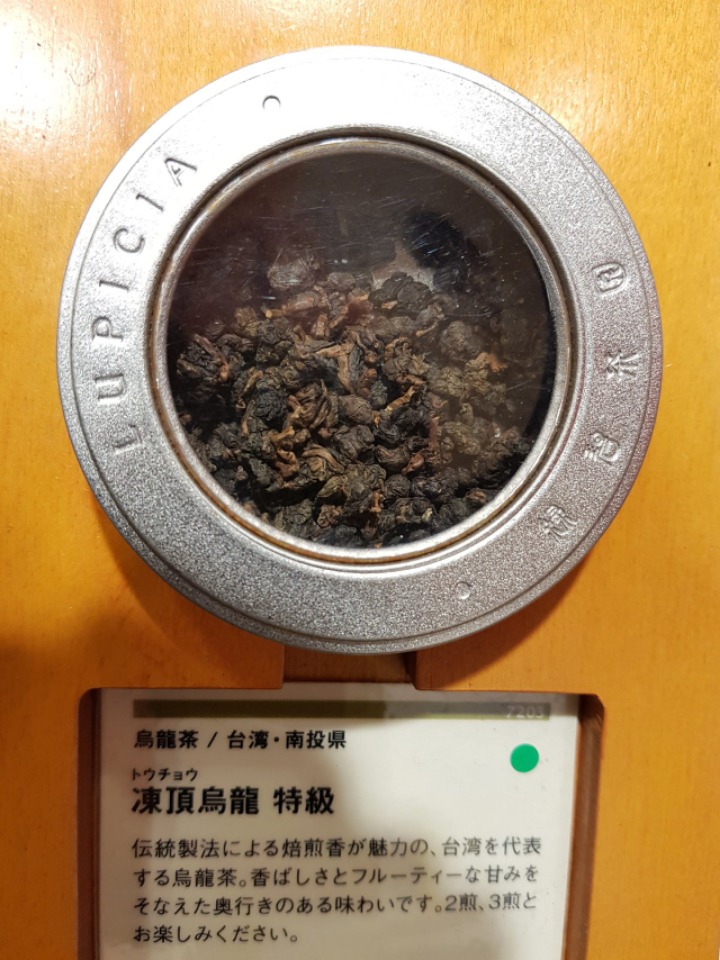 LUPICIA
緑碧茶園
7203
烏龍茶 / 台湾・南投県
トウチョウ
凍頂烏龍 特級
伝統製法による焙煎香が魅力の、台湾を代表
する烏龍茶。香ばしさとフルーティーな甘みを
そなえた奥行きのある味わいです。2煎、3煎と
お楽しみください。